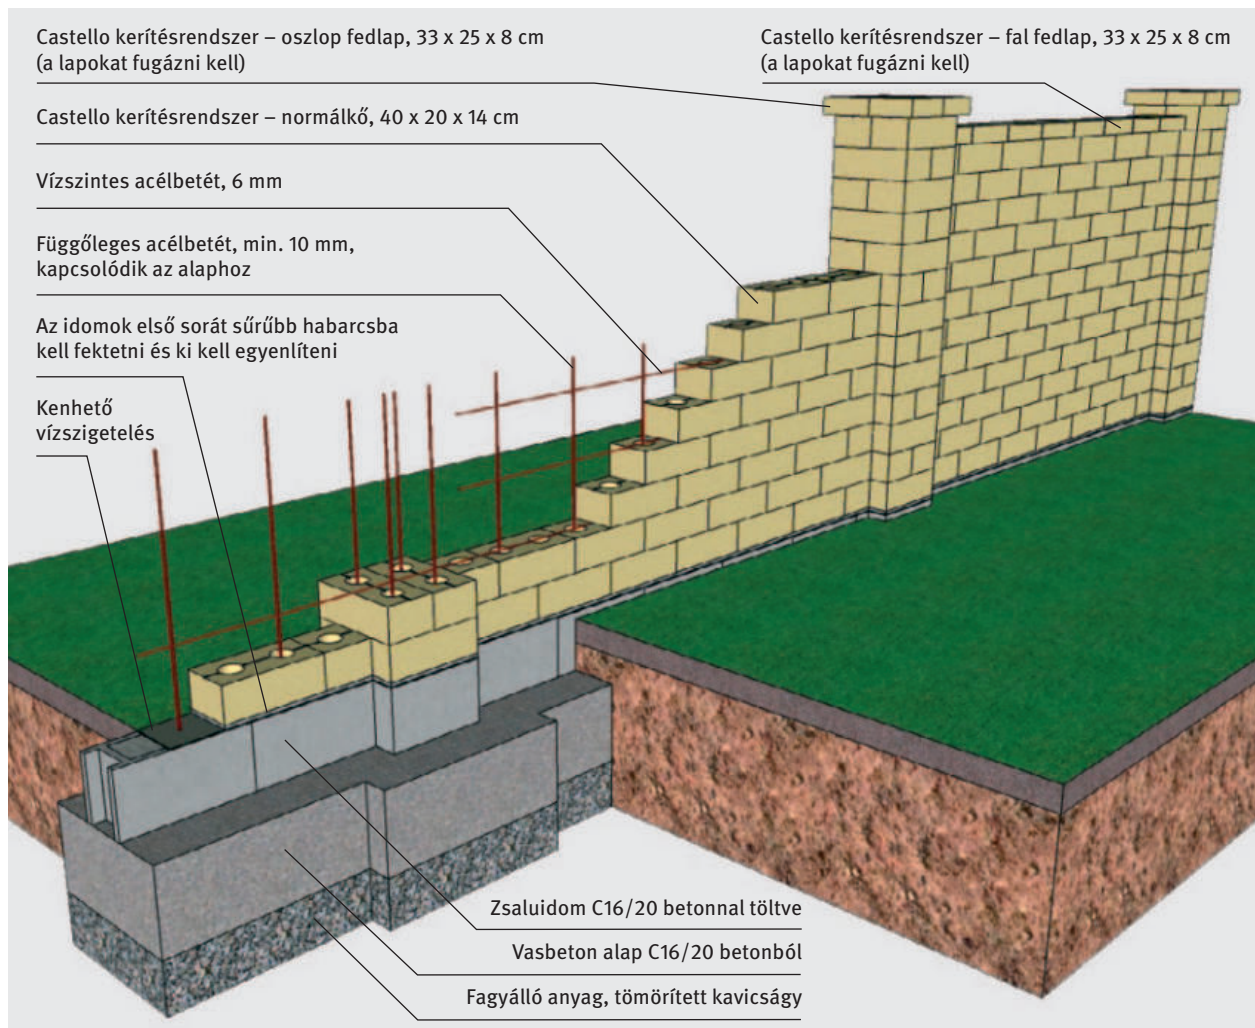 Castello kerítésrendszer – oszlop fedlap, 33 x 25 x 8 cm
(a lapokat fugázni kell)
Castello kerítésrendszer – fal fedlap, 33 x 25 x 8 cm
(a lapokat fugázni kell)
Castello kerítésrendszer – normálkő, 40 x 20 x 14 cm
Vízszintes acélbetét, 6 mm
Függőleges acélbetét, min. 10 mm,
kapcsolódik az alaphoz
Az idomok első sorát sűrűbb habarcsba
kell fektetni és ki kell egyenlíteni
Kenhető
vízszigetelés
Zsaluidom C16/20 betonnal töltve
Vasbeton alap C16/20 betonból
Fagyálló anyag, tömörített kavicságy